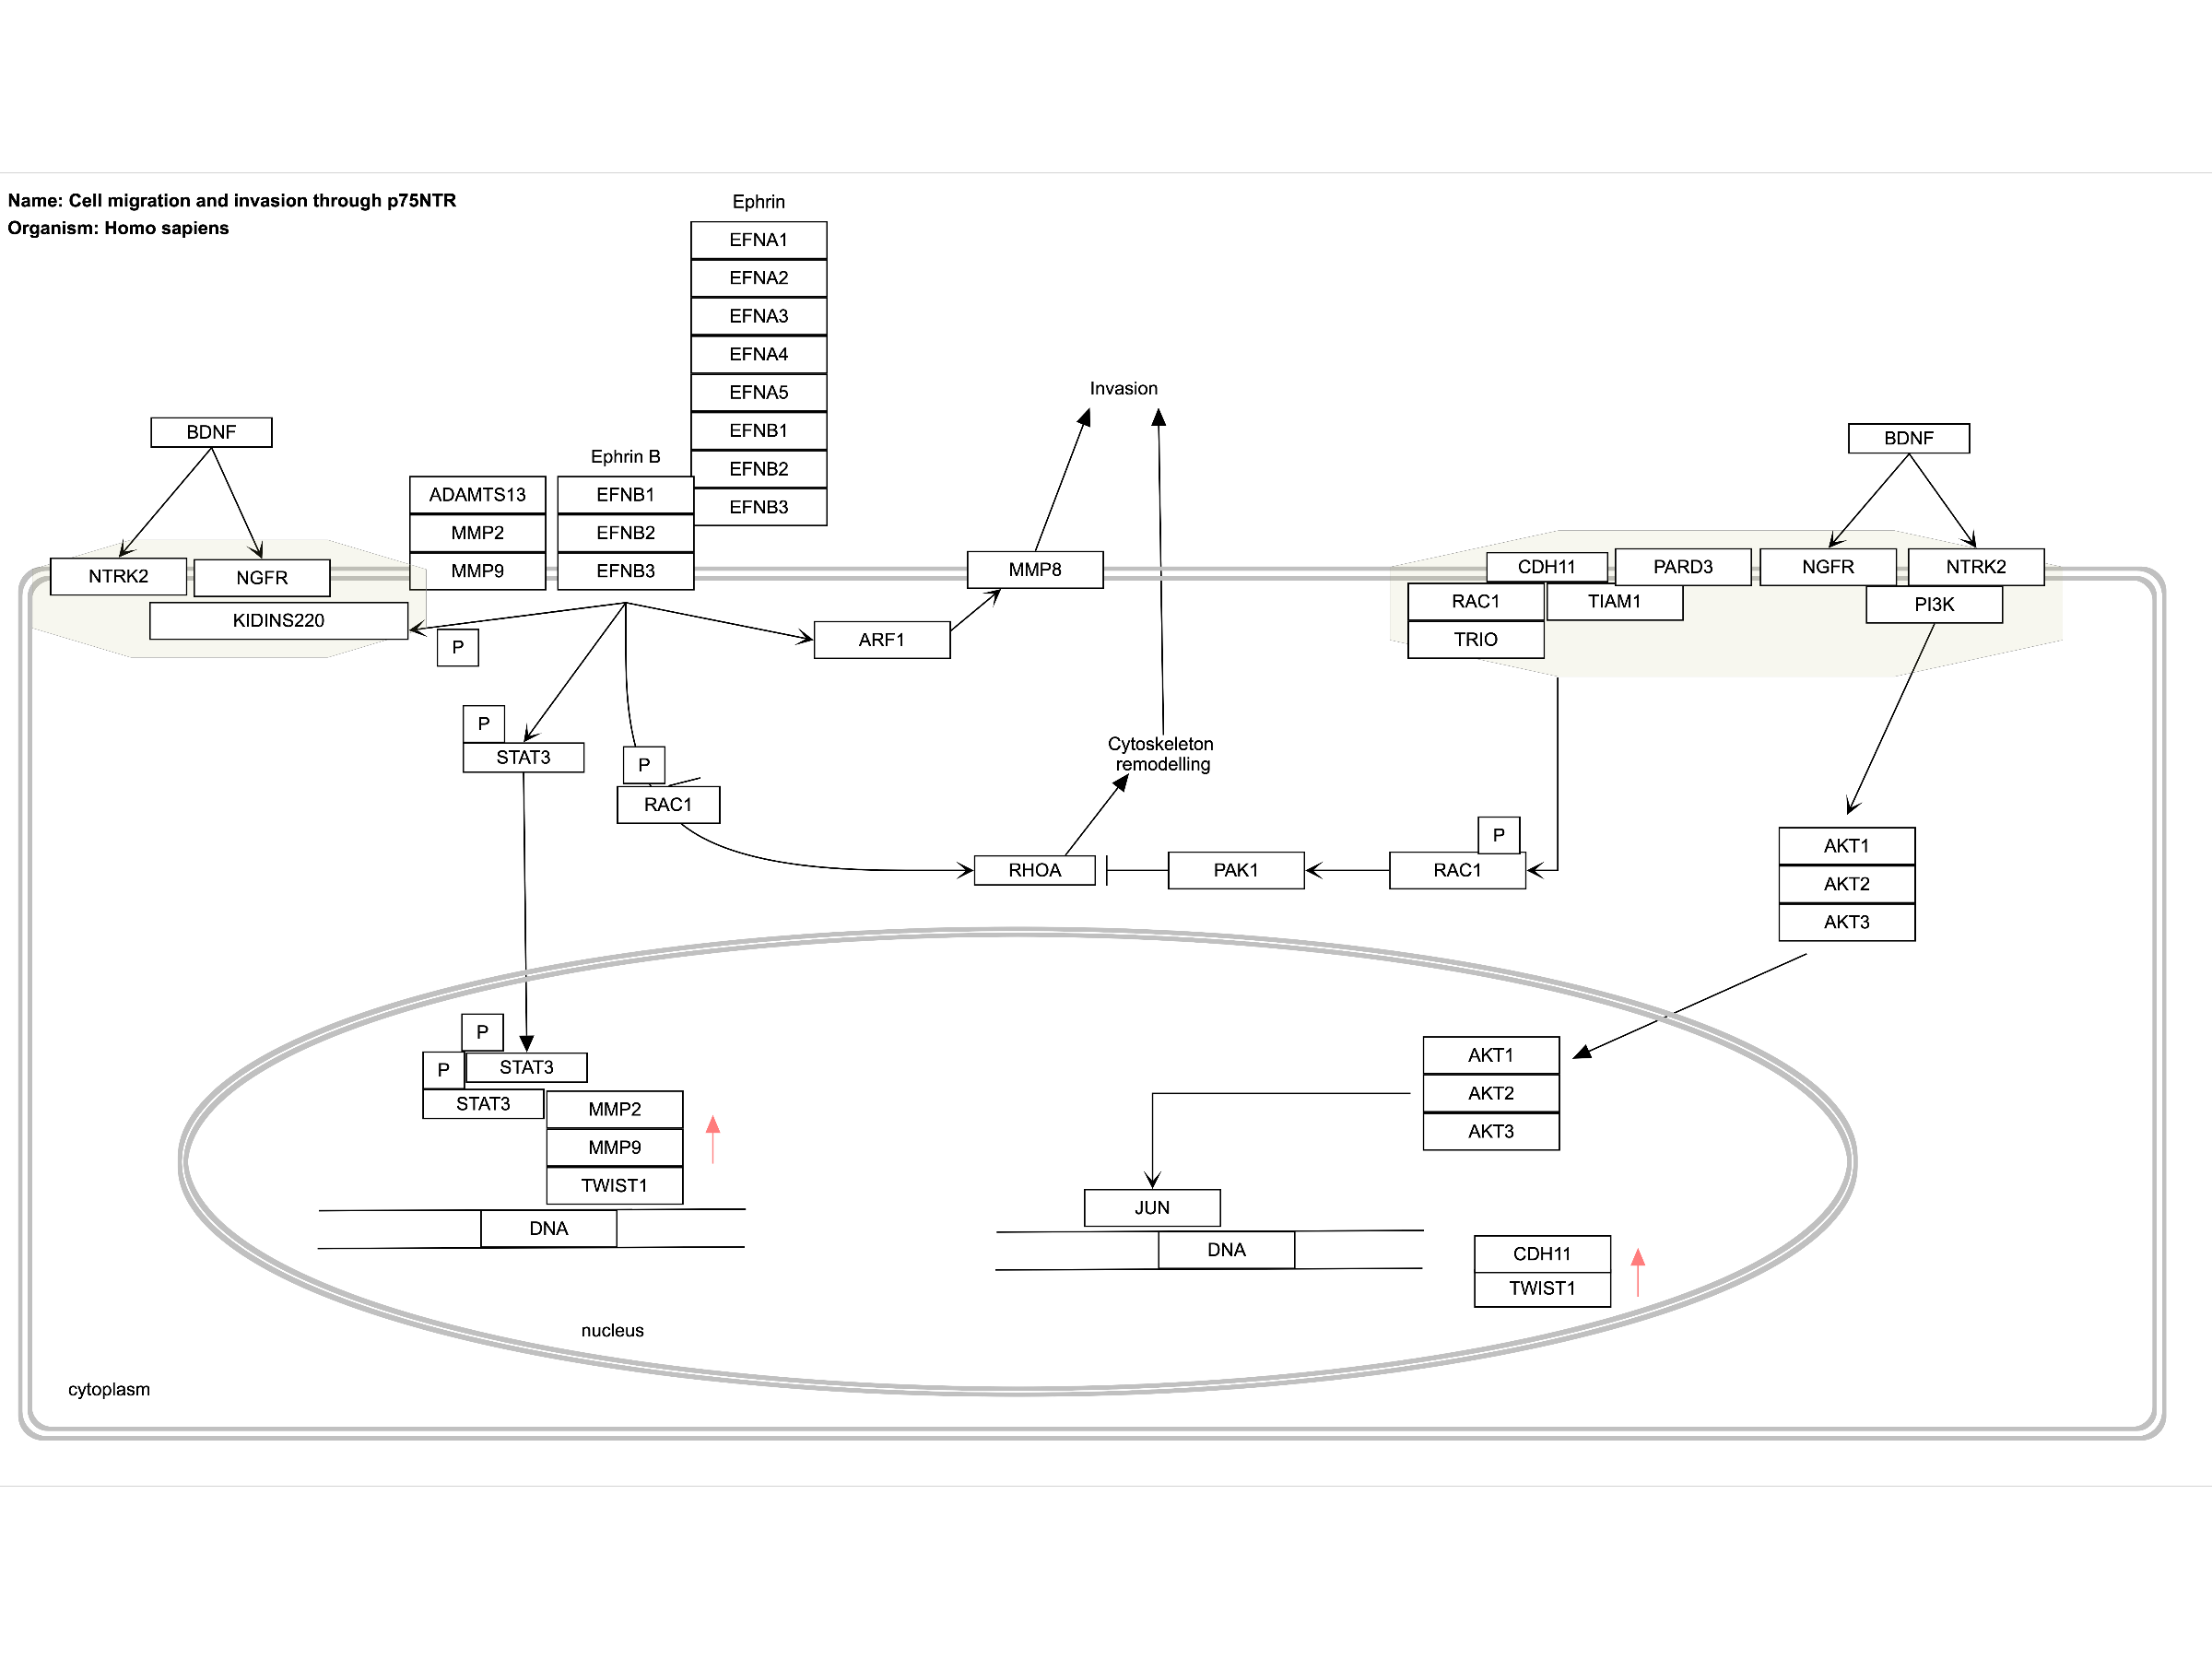 Name: Cell migration and invasion through p75NTR
Organism: Homo sapiens
Ephrin
EFNA1
EFNA2
EFNA3
EFNA4
EFNA5
EFNB1
EFNB2
EFNB3
Ephrin B
EFNB1
EFNB2
EFNB3
ADAMTS13
MMP2
MMP9
BDNF
NTRK2
NGFR
KIDINS220
P
ARF1
MMP8
Invasion
Cytoskeleton
remodelling
BDNF
CDH11
PARD3
NGFR
NTRK2
RAC1
TIAM1
PI3K
TRIO
P
STAT3
P
RAC1
RHOA
PAK1
P
RAC1
AKT1
AKT2
AKT3
P
P
STAT3
STAT3
MMP2
MMP9
TWIST1
DNA
AKT1
AKT2
AKT3
JUN
DNA
CDH11
TWIST1
nucleus
cytoplasm